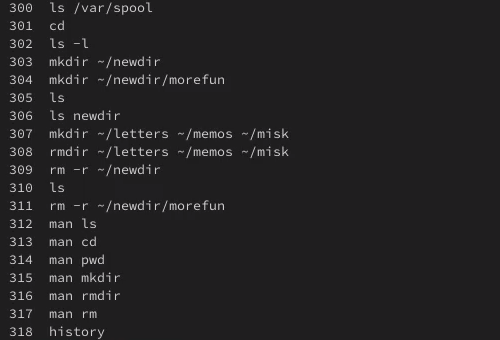 300 ls /var/spool
301 cd
302 ls -l
303 mkdir ~/newdir
304 mkdir ~/newdir/morefun
305 ls
306 ls newdir
307 mkdir ~/letters ~/memos ~/misk
308 rmdir ~/letters ~/memos ~/misk
309 rm -r ~/newdir
310 ls
311 rm -r ~/newdir/morefun
312 man ls
313 man cd
314 man pwd
315 man mkdir
316 man rmdir
317 man rm
318 history